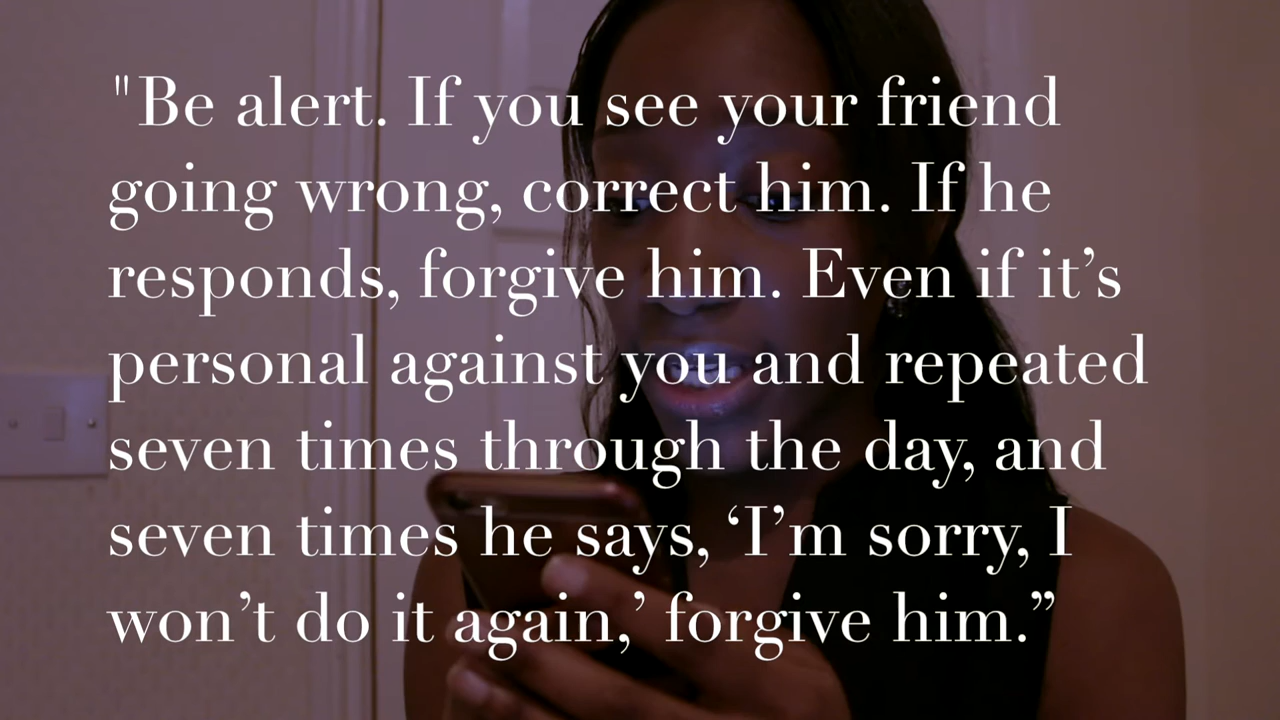 "Be alert. If you see your friend
going wrong, correct him. If he
responds, forgive him. Even if it’s
personal against you and repeated
seven times through the day, and
seven times he says, ‘I’m sorry, I
won’t do it again,’ forgive him.”